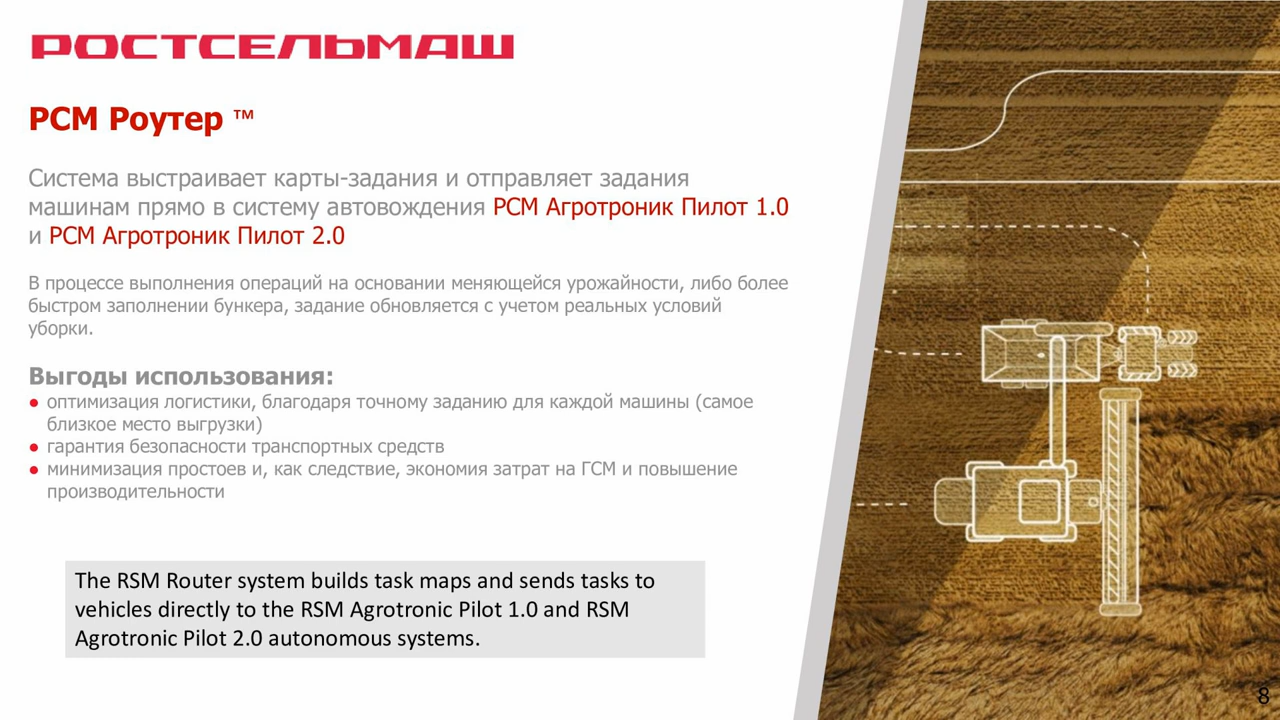 РОСТСЕЛЬМАШ
РСМ Роутер ™
Система выстраивает карты-задания и отправляет задания
машинам прямо в систему автовождения РСМ Агротроник Пилот 1.0
и РСМ Агротроник Пилот 2.0
В процессе выполнения операций на основании меняющейся урожайности, либо более
быстром заполнении бункера, задание обновляется с учетом реальных условий
уборки.
Выгоды использования:
● оптимизация логистики, благодаря точному заданию для каждой машины (самое
близкое место выгрузки)
● гарантия безопасности транспортных средств
● минимизация простоев и, как следствие, экономия затрат на ГСМ и повышение
производительности
The RSM Router system builds task maps and sends tasks to
vehicles directly to the RSM Agrotronic Pilot 1.0 and RSM
Agrotronic Pilot 2.0 autonomous systems.
8